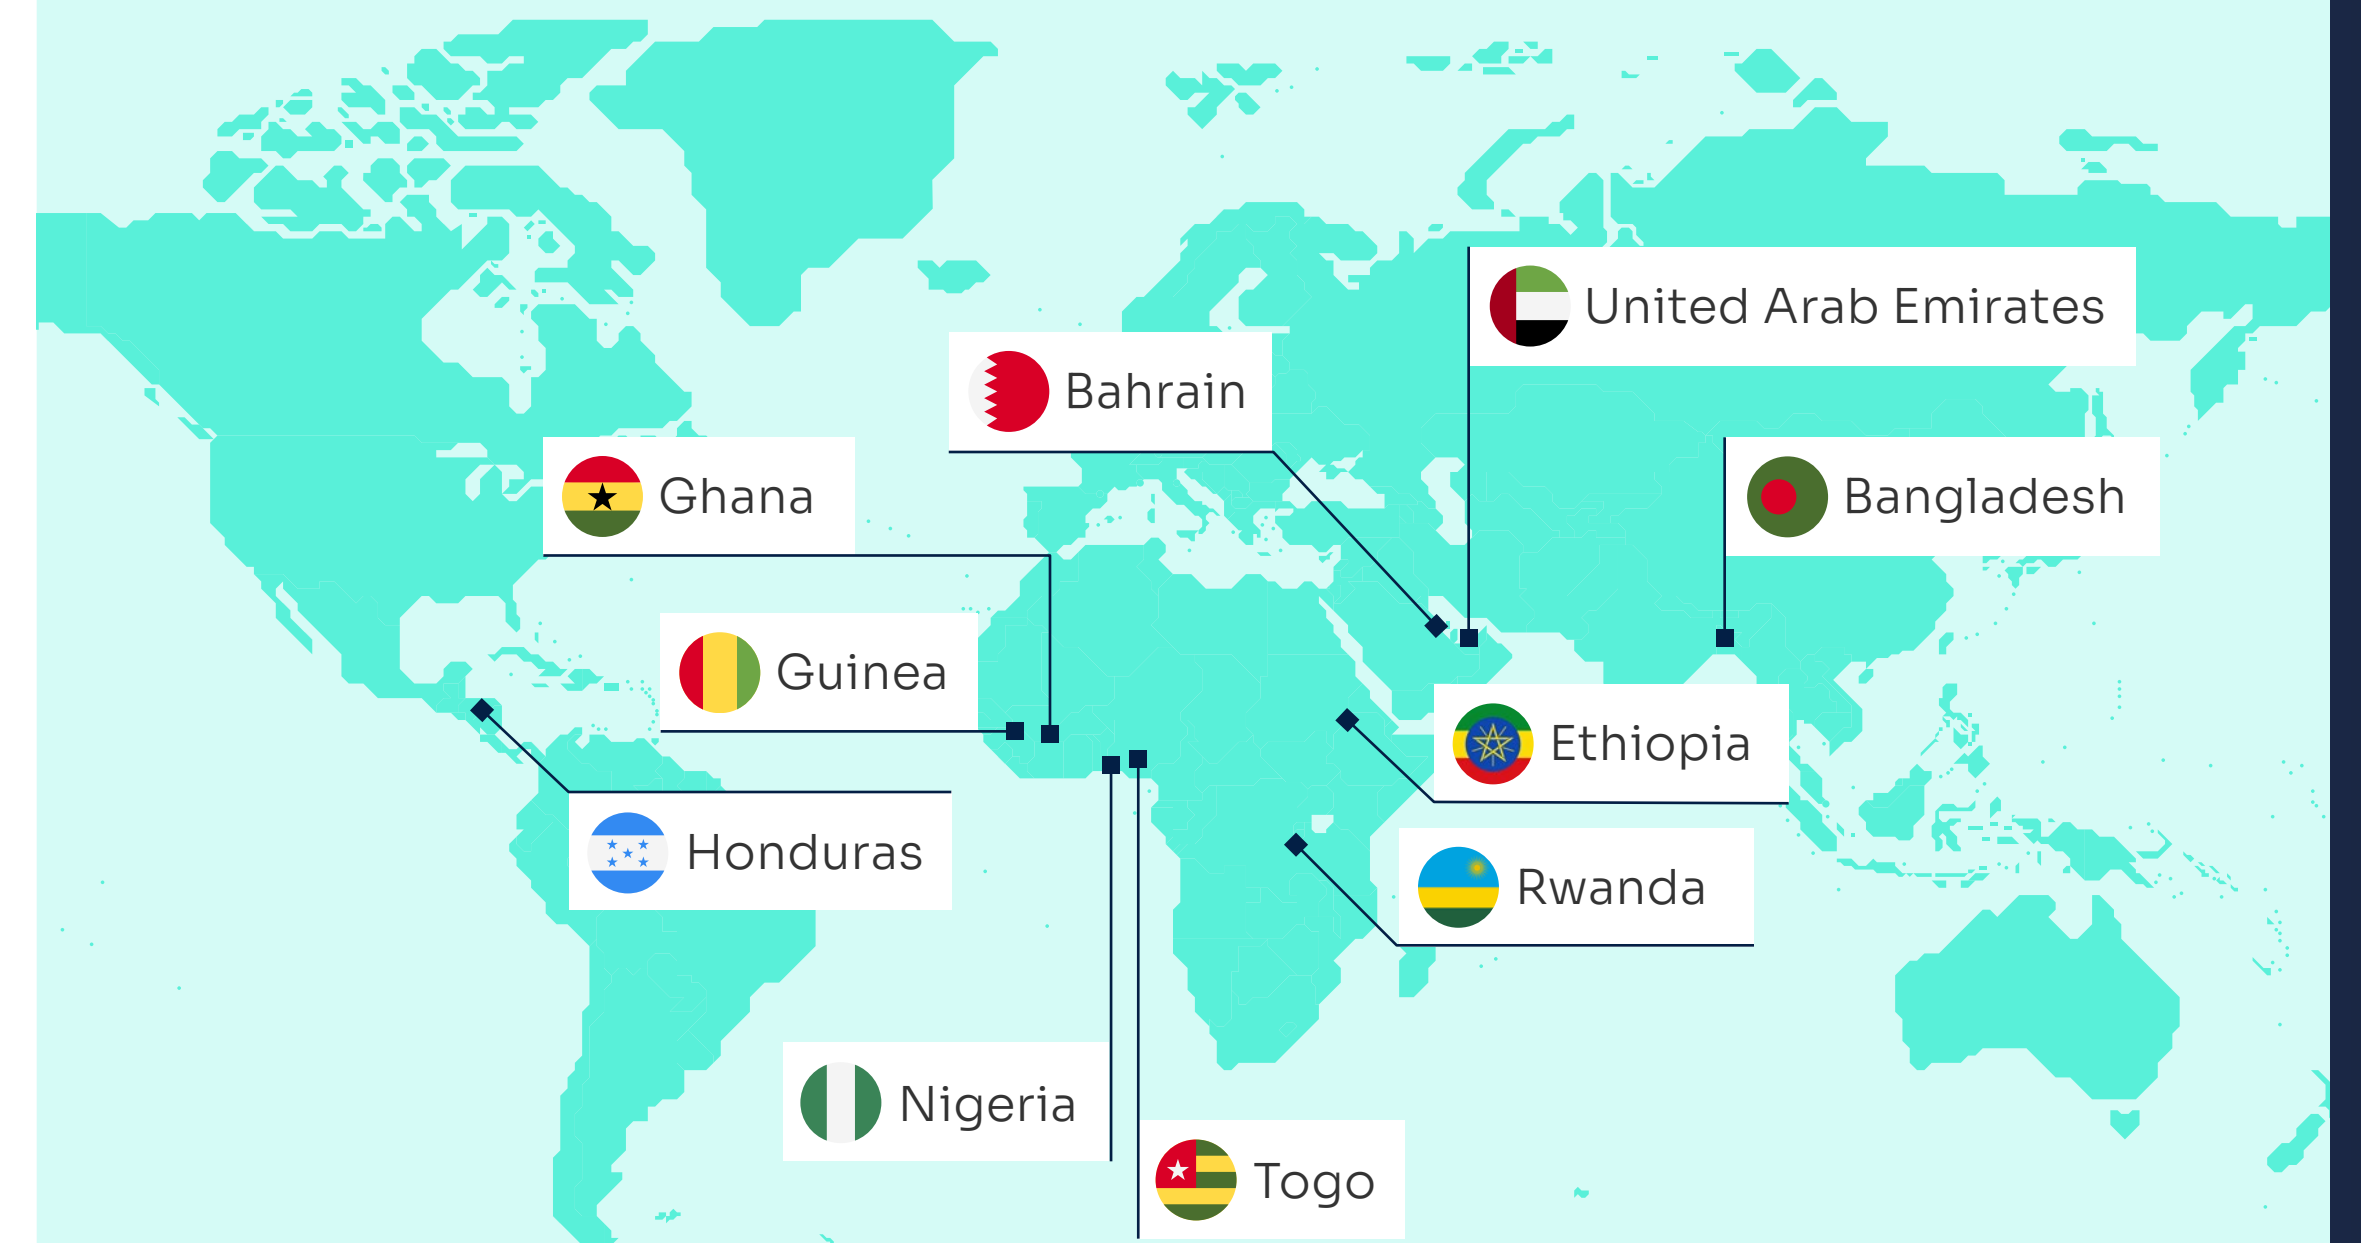 United Arab Emirates
Bahrain
Ghana
Bangladesh
Guinea
Ethiopia
Honduras
Rwanda
Nigeria
Togo